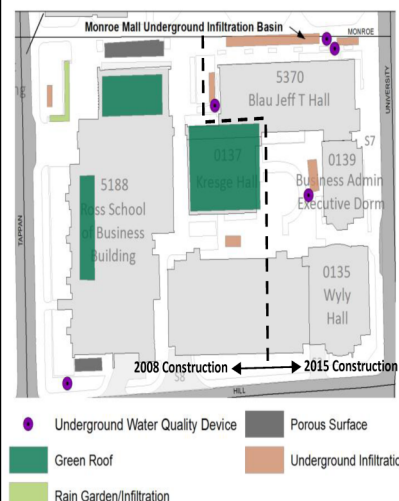 Monroe Mall Underground Infiltration Basin
MONROE
5370
Blau Jeff T Hall
UNIVERSITY
ng
0137
Kresge Hall
S7
0139
Business Admin
Executive Dorm
5188
Ross School
of Business
Building
TAPPAN
0135
Wyly
Hall
2008 Construction
2015 Construction
S8
HILL
Underground Water Quality Device
Porous Surface
Green Roof
Underground Infiltratio
Rain Garden/Infiltration